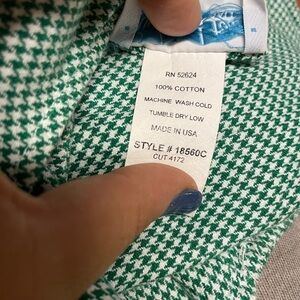 RN 52624
100% COTTON
MACHINE WASH COLD
TUMBLE DRY LOW
MADE IN USA
STYLE # 18560C
CUT 4172